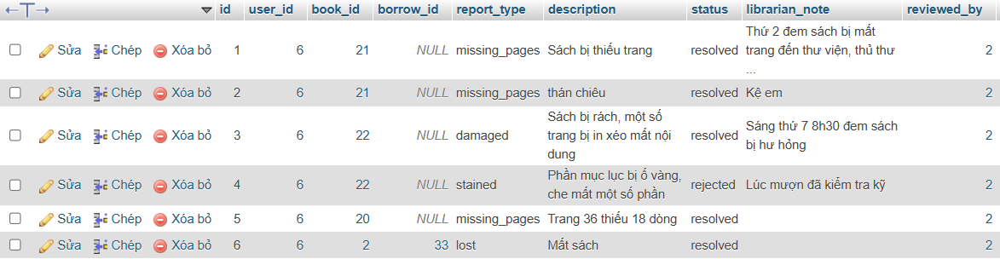 id user_id book_id borrow_id report_type description status librarian_note reviewed_by
Sửa Chép Xóa bỏ 1 6 21 NULL missing_pages Sách bị thiếu trang resolved Thứ 2 đem sách bị mất
trang đến thư viện, thủ thư
... 2
Sửa Chép Xóa bỏ 2 6 21 NULL missing_pages thán chiêu resolved Kệ em 2
Sửa Chép Xóa bỏ 3 6 22 NULL damaged Sách bị rách, một số
trang bị in xéo mất nội
dung resolved Sáng thứ 7 8h30 đem sách
bị hư hỏng 2
Sửa Chép Xóa bỏ 4 6 22 NULL stained Phần mục lục bị ố vàng,
che mất một số phần rejected Lúc mượn đã kiểm tra kỹ 2
Sửa Chép Xóa bỏ 5 6 20 NULL missing_pages Trang 36 thiếu 18 dòng resolved 2
Sửa Chép Xóa bỏ 6 6 2 33 lost Mất sách resolved 2